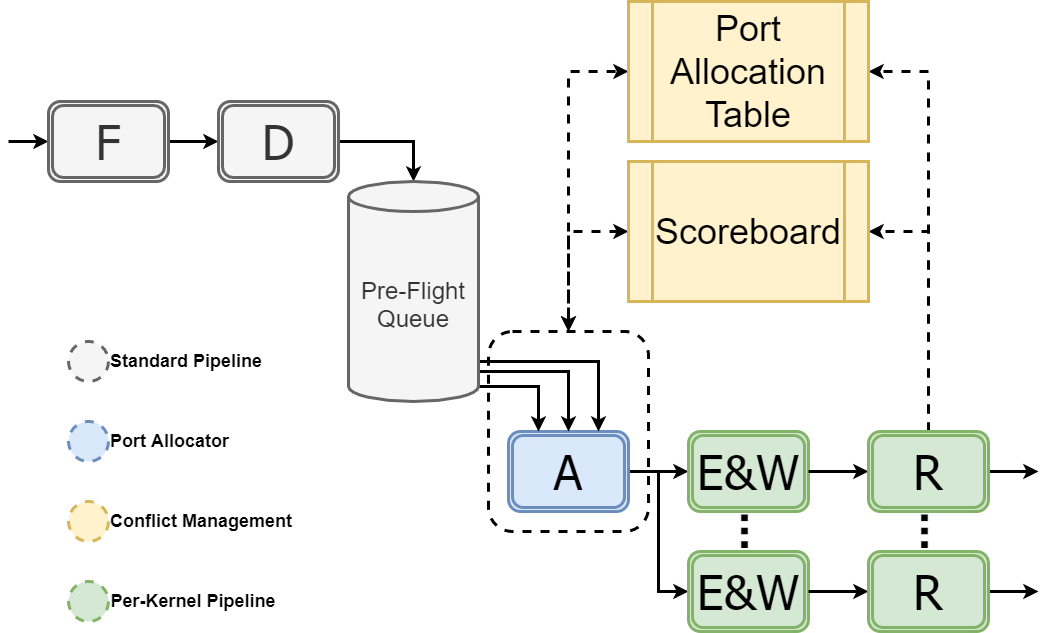 Port
Allocation
Table
F
D
Scoreboard
Pre-Flight
Queue
Standard Pipeline
Port Allocator
A
E&W
R
Conflict Management
Per-Kernel Pipeline
E&W
R